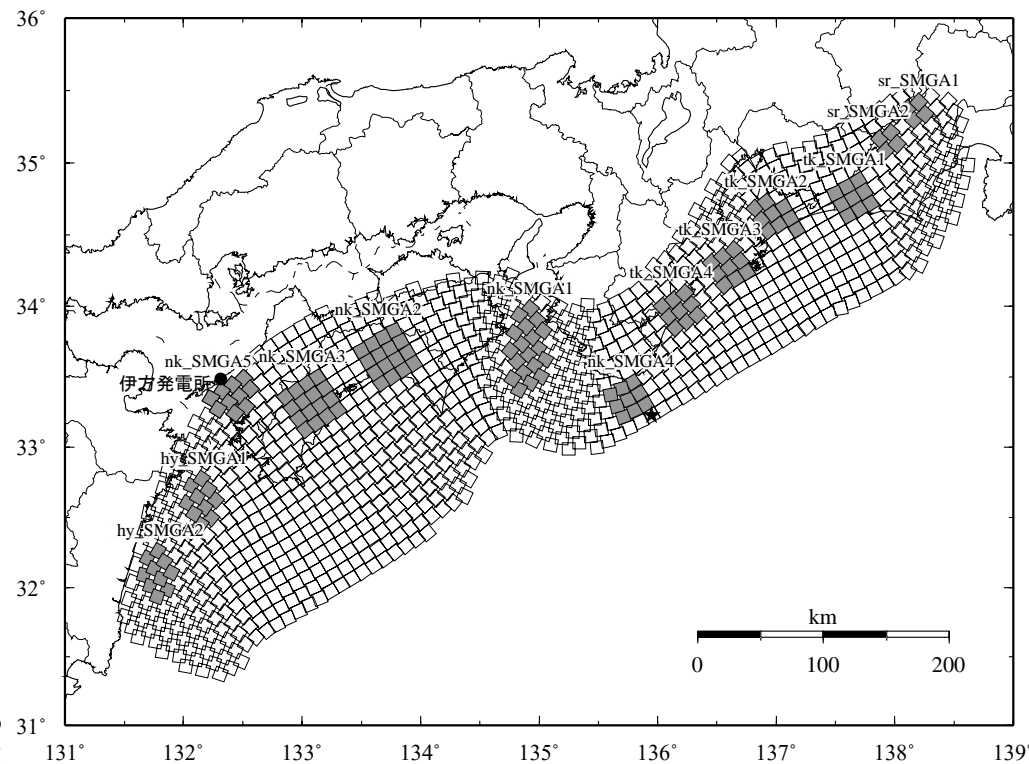 36˚
sr_SMGA1
sr_SMGA2
35˚
tk_SMGA1
tk_SMGA2
tk_SMGA3
tk_SMGA4
34˚
nk_SMGA1
nk_SMGA2
nk_SMGA5
nk_SMGA3
nk_SMGA4
伊方発電所
33˚
hy_SMGA1
hy_SMGA2
32˚
km
0 100 200
31˚
131˚ 132˚ 133˚ 134˚ 135˚ 136˚ 137˚ 138˚ 139˚